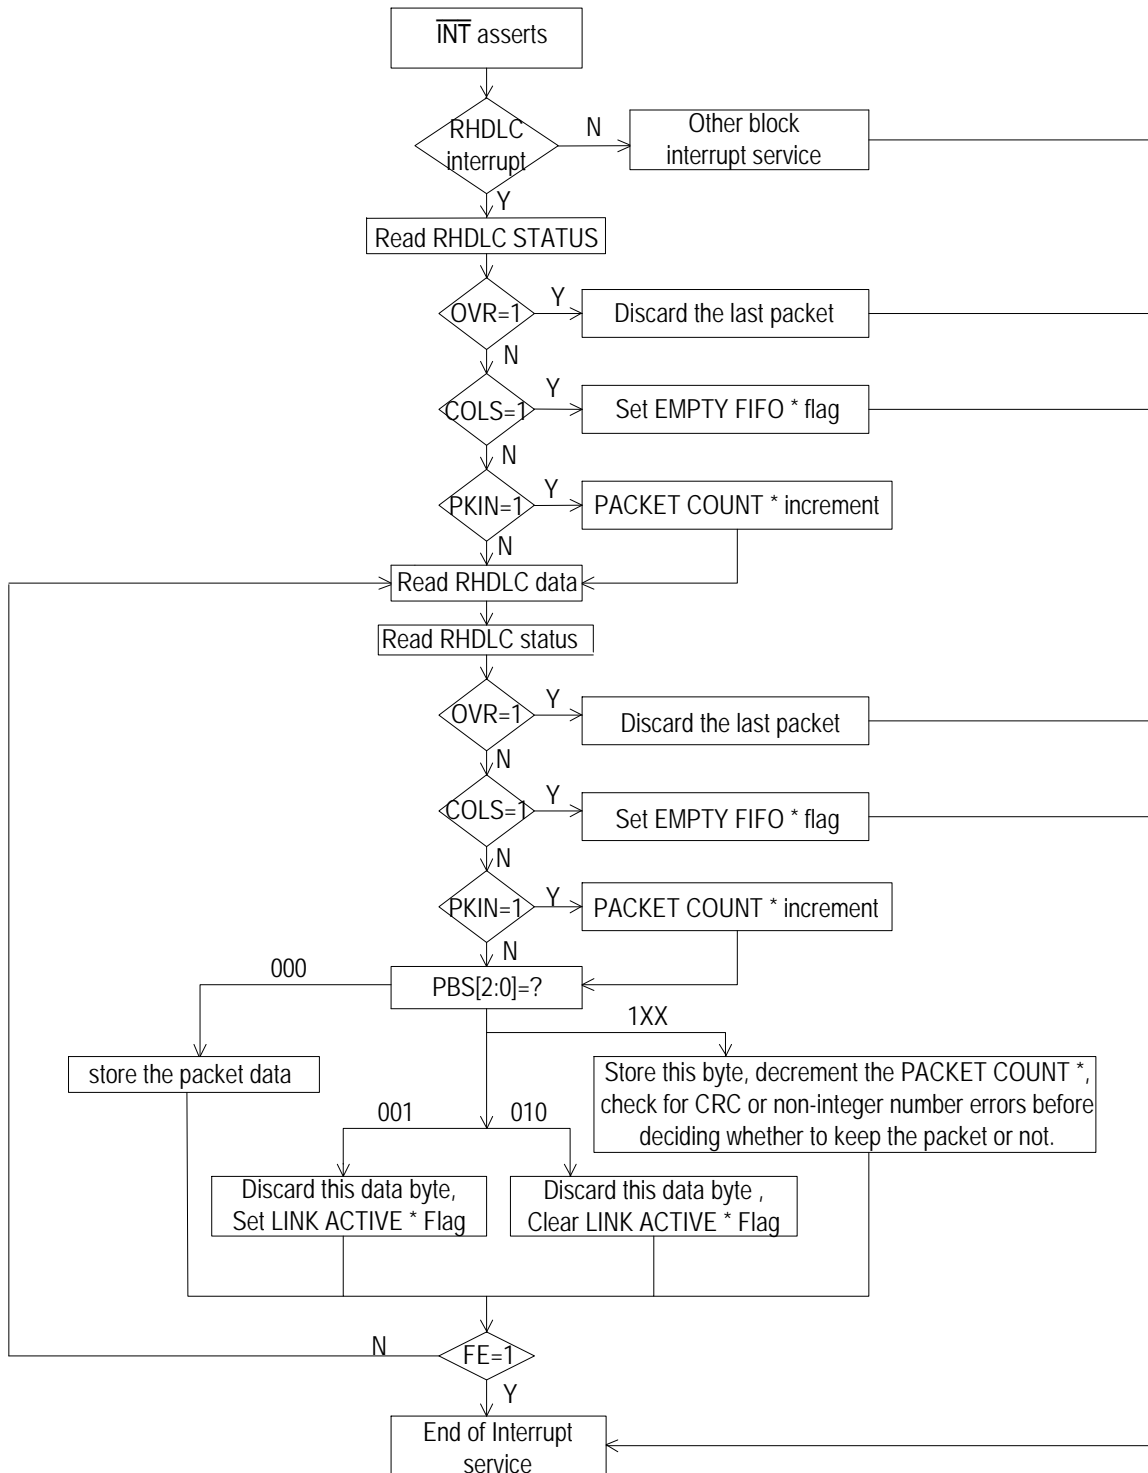 INT asserts
RHDLC
interrupt
N
Other block
interrupt service
Y
Read RHDLC STATUS
OVR=1
Y
Discard the last packet
N
COLS=1
Y
Set EMPTY FIFO * flag
N
PKIN=1
Y
PACKET COUNT * increment
N
Read RHDLC data
Read RHDLC status
OVR=1
Y
Discard the last packet
N
COLS=1
Y
Set EMPTY FIFO * flag
N
PKIN=1
Y
PACKET COUNT * increment
N
000
PBS[2:0]=?
1XX
store the packet data
Store this byte, decrement the PACKET COUNT *,
check for CRC or non-integer number errors before
deciding whether to keep the packet or not.
001
010
Discard this data byte,
Set LINK ACTIVE * Flag
Discard this data byte ,
Clear LINK ACTIVE * Flag
N
FE=1
Y
End of Interrupt
service